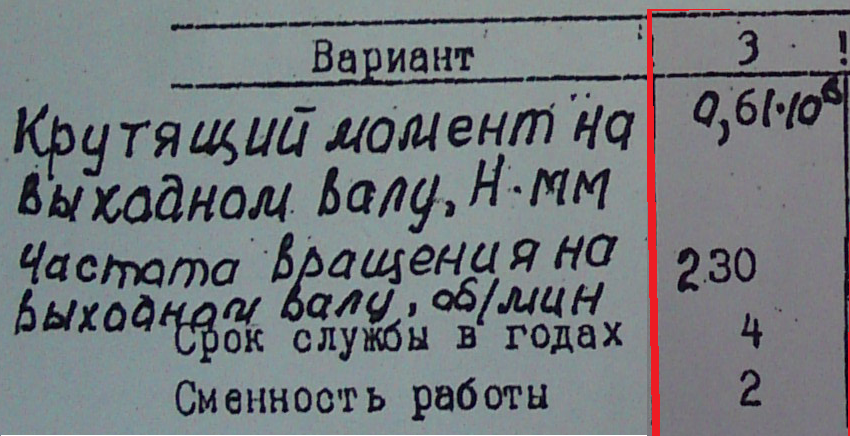 Вариант 3 !
Крутящий момент на 0,61·10⁶
выходном валу, Н·мм
Частота вращения на 230
выходном валу, об/мин
Срок службы в годах 4
Сменность работы 2